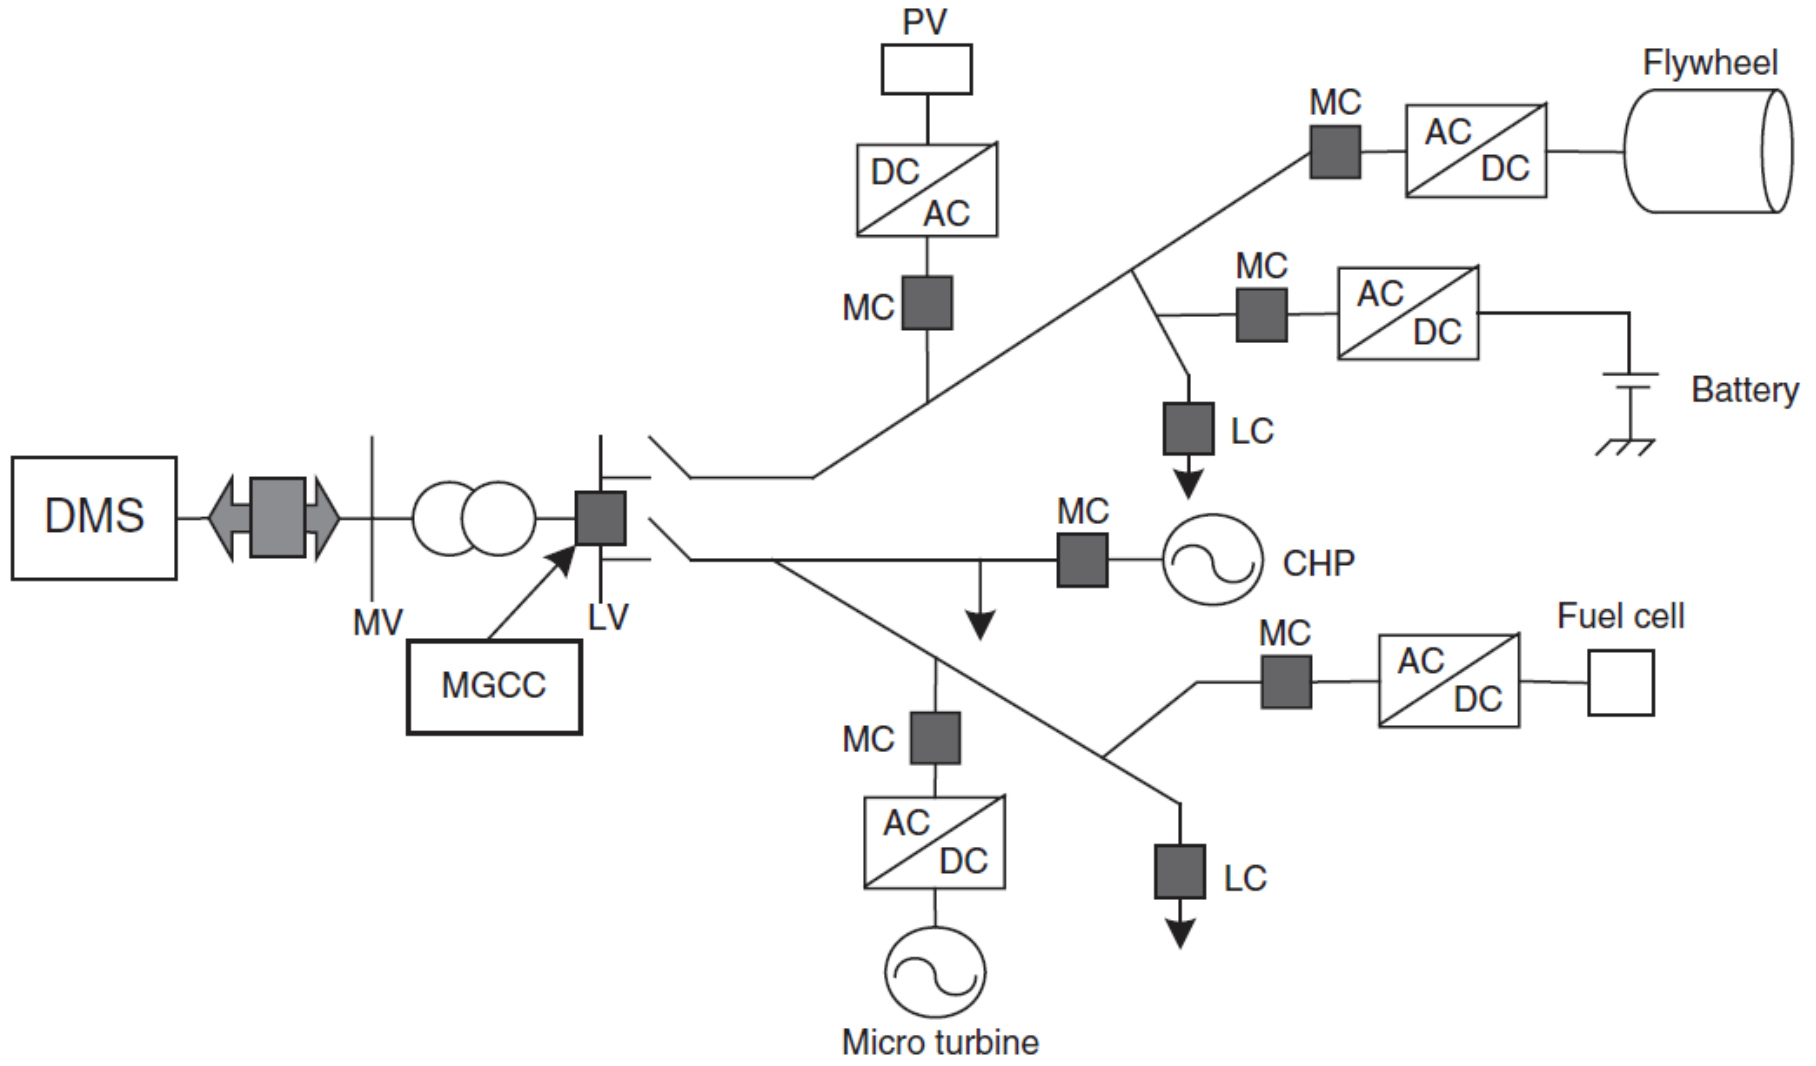 PV
Flywheel
MC
AC
DC
DC
AC
MC
MC
AC
DC
Battery
LC
DMS
MV
LV
MGCC
MC
CHP
Fuel cell
MC
AC
DC
MC
AC
DC
LC
Micro turbine